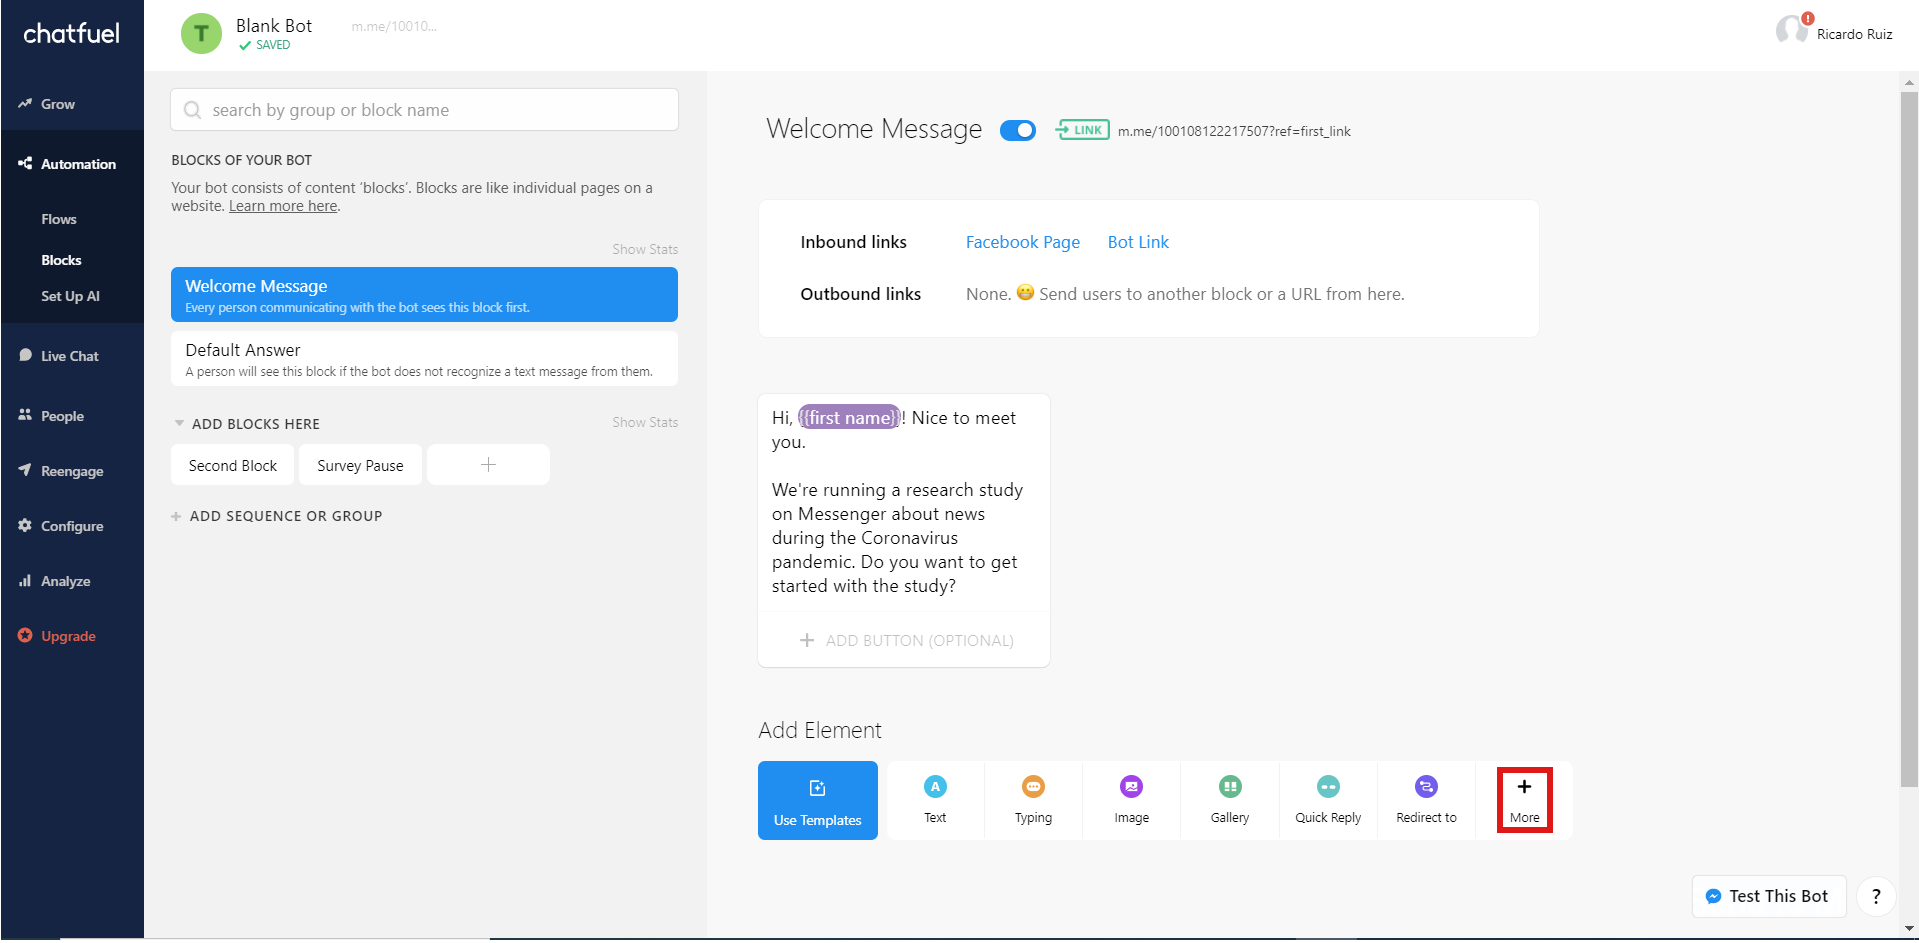 chatfuel
T
Blank Bot
SAVED
m.me/10010...
!
Ricardo Ruiz
Grow
Automation
Flows
Blocks
Set Up AI
Live Chat
People
Reengage
Configure
Analyze
Upgrade
search by group or block name
BLOCKS OF YOUR BOT
Your bot consists of content 'blocks'. Blocks are like individual pages on a
website. Learn more here.
Show Stats
Welcome Message
Every person communicating with the bot sees this block first.
Default Answer
A person will see this block if the bot does not recognize a text message from them.
ADD BLOCKS HERE
Show Stats
Second Block
Survey Pause
+
+ ADD SEQUENCE OR GROUP
Welcome Message
LINK
m.me/100108122217507?ref=first_link
Inbound links
Facebook Page
Bot Link
Outbound links
None. 😁 Send users to another block or a URL from here.
Hi, {{first name}}! Nice to meet
you.
We're running a research study
on Messenger about news
during the Coronavirus
pandemic. Do you want to get
started with the study?
+ ADD BUTTON (OPTIONAL)
Add Element
Use Templates
A
Text
Typing
Image
Gallery
Quick Reply
Redirect to
+
More
Test This Bot
?